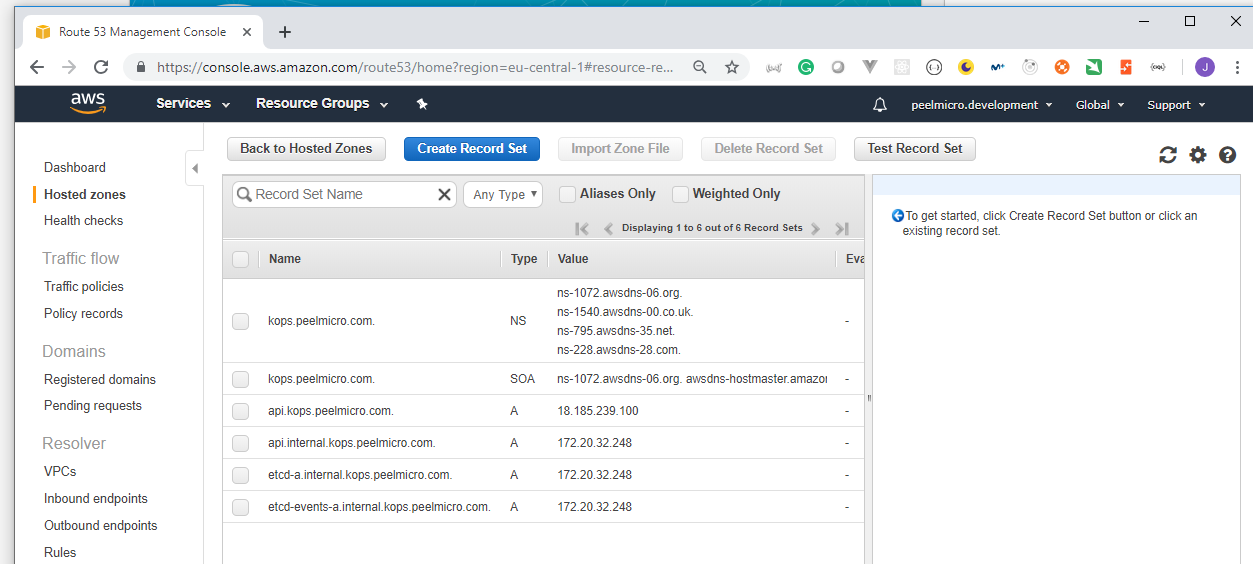 Route 53 Management Console
https://console.aws.amazon.com/route53/home?region=eu-central-1#resource-re...
J
aws Services Resource Groups peelmicro.development Global Support
Back to Hosted Zones Create Record Set Import Zone File Delete Record Set Test Record Set
Dashboard
Hosted zones
Health checks
Traffic flow
Traffic policies
Policy records
Domains
Registered domains
Pending requests
Resolver
VPCs
Inbound endpoints
Outbound endpoints
Rules
Record Set Name Any Type Aliases Only Weighted Only
Displaying 1 to 6 out of 6 Record Sets
Name Type Value Eva
kops.peelmicro.com. NS ns-1072.awsdns-06.org. -
ns-1540.awsdns-00.co.uk.
ns-795.awsdns-35.net.
ns-228.awsdns-28.com.
kops.peelmicro.com. SOA ns-1072.awsdns-06.org. awsdns-hostmaster.amazon -
api.kops.peelmicro.com. A 18.185.239.100 -
api.internal.kops.peelmicro.com. A 172.20.32.248 -
etcd-a.internal.kops.peelmicro.com. A 172.20.32.248 -
etcd-events-a.internal.kops.peelmicro.com. A 172.20.32.248 -
To get started, click Create Record Set button or click an
existing record set.